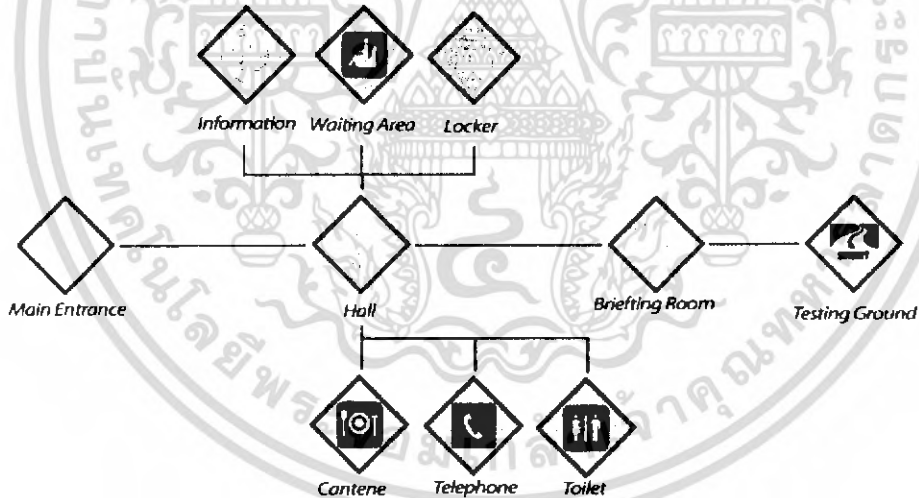 Information Waiting Area Locker
Main Entrance Hall Briefting Room Testing Ground
Cantene Telephone Toilet